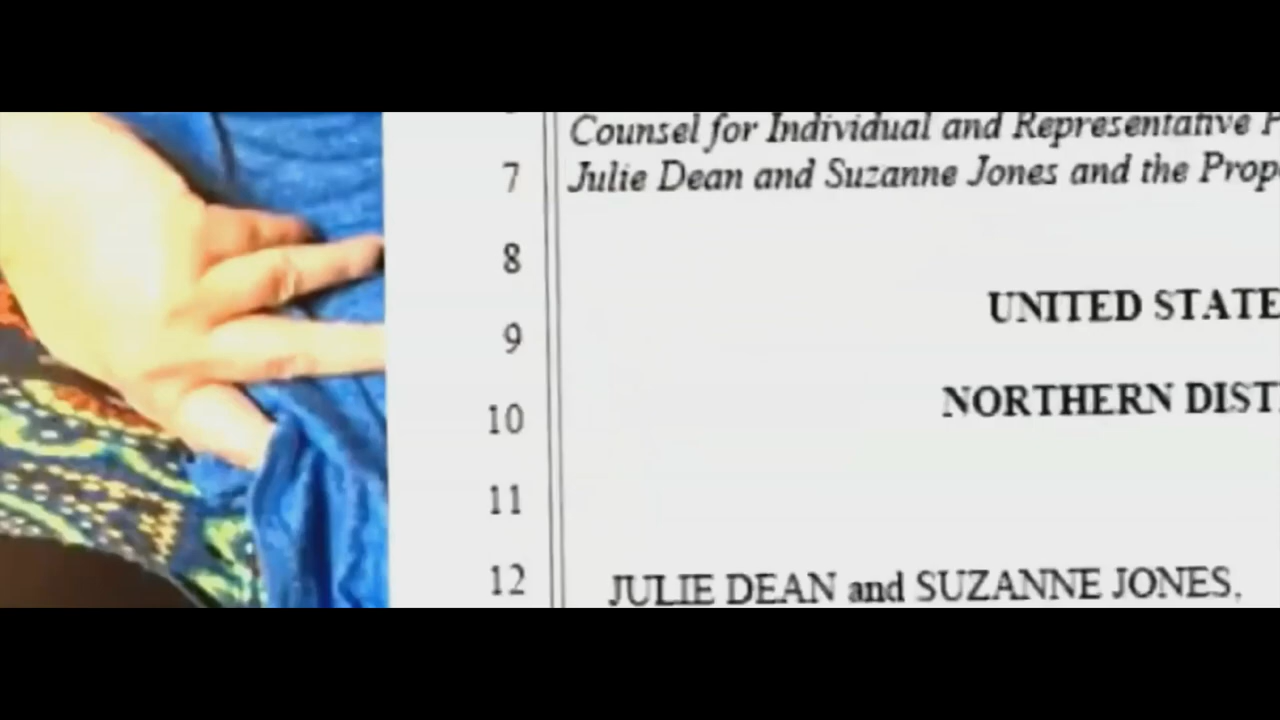 Counsel for Individual and Representative P
7 Julie Dean and Suzanne Jones and the Prop
8
UNITED STATE
9
NORTHERN DIST
10
11
12 JULIE DEAN and SUZANNE JONES,